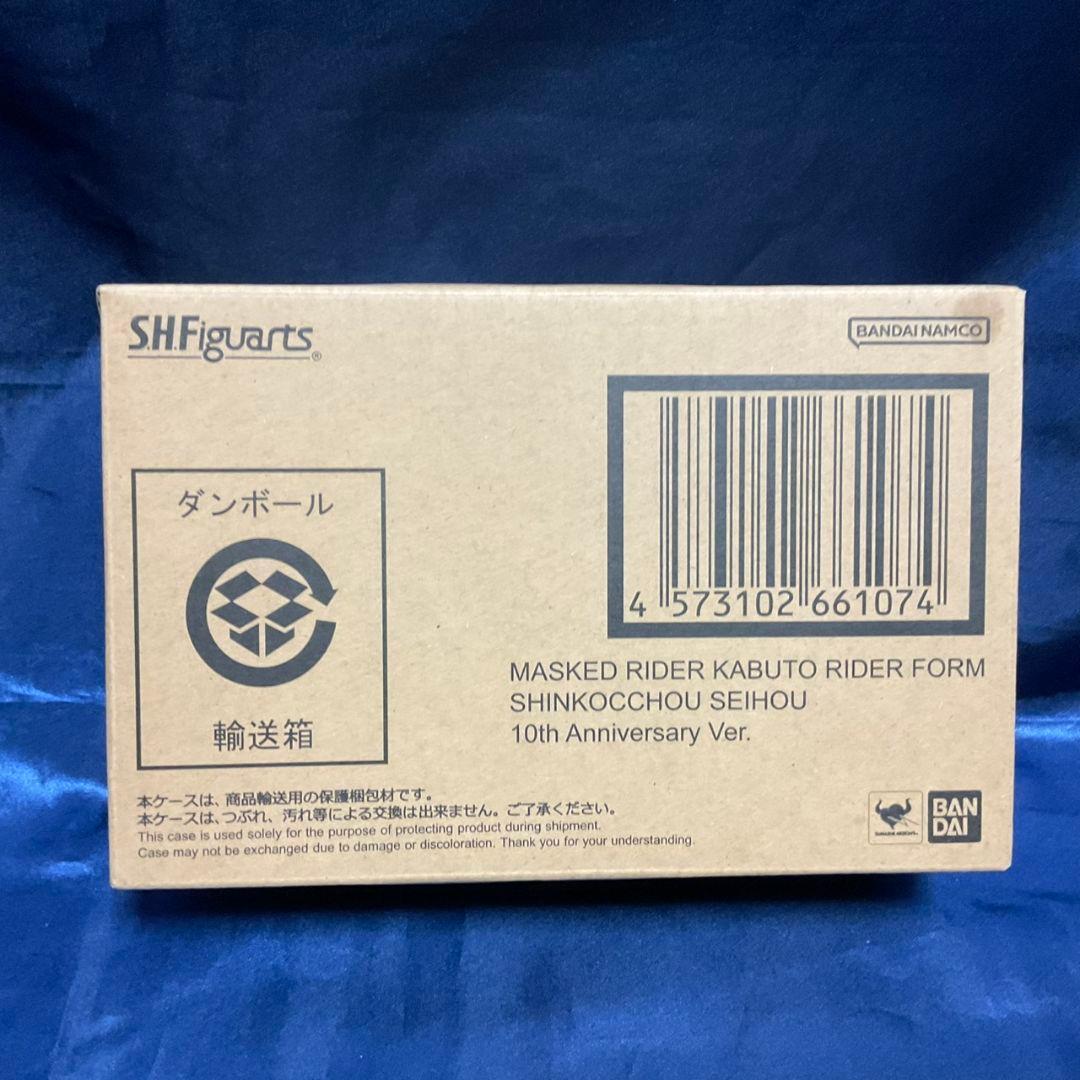 S.H.Figuarts®
BANDAI NAMCO
ダンボール
輸送箱
4 573102 661074
MASKED RIDER KABUTO RIDER FORM
SHINKOCCHOU SEIHOU
10th Anniversary Ver.
本ケースは、商品輸送用の保護梱包材です。
本ケースは、つぶれ、汚れ等による交換は出来ません。ご了承ください。
This case is used solely for the purpose of protecting product during shipment.
Case may not be exchanged due to damage or discoloration. Thank you for your understanding.
BAN
DAI